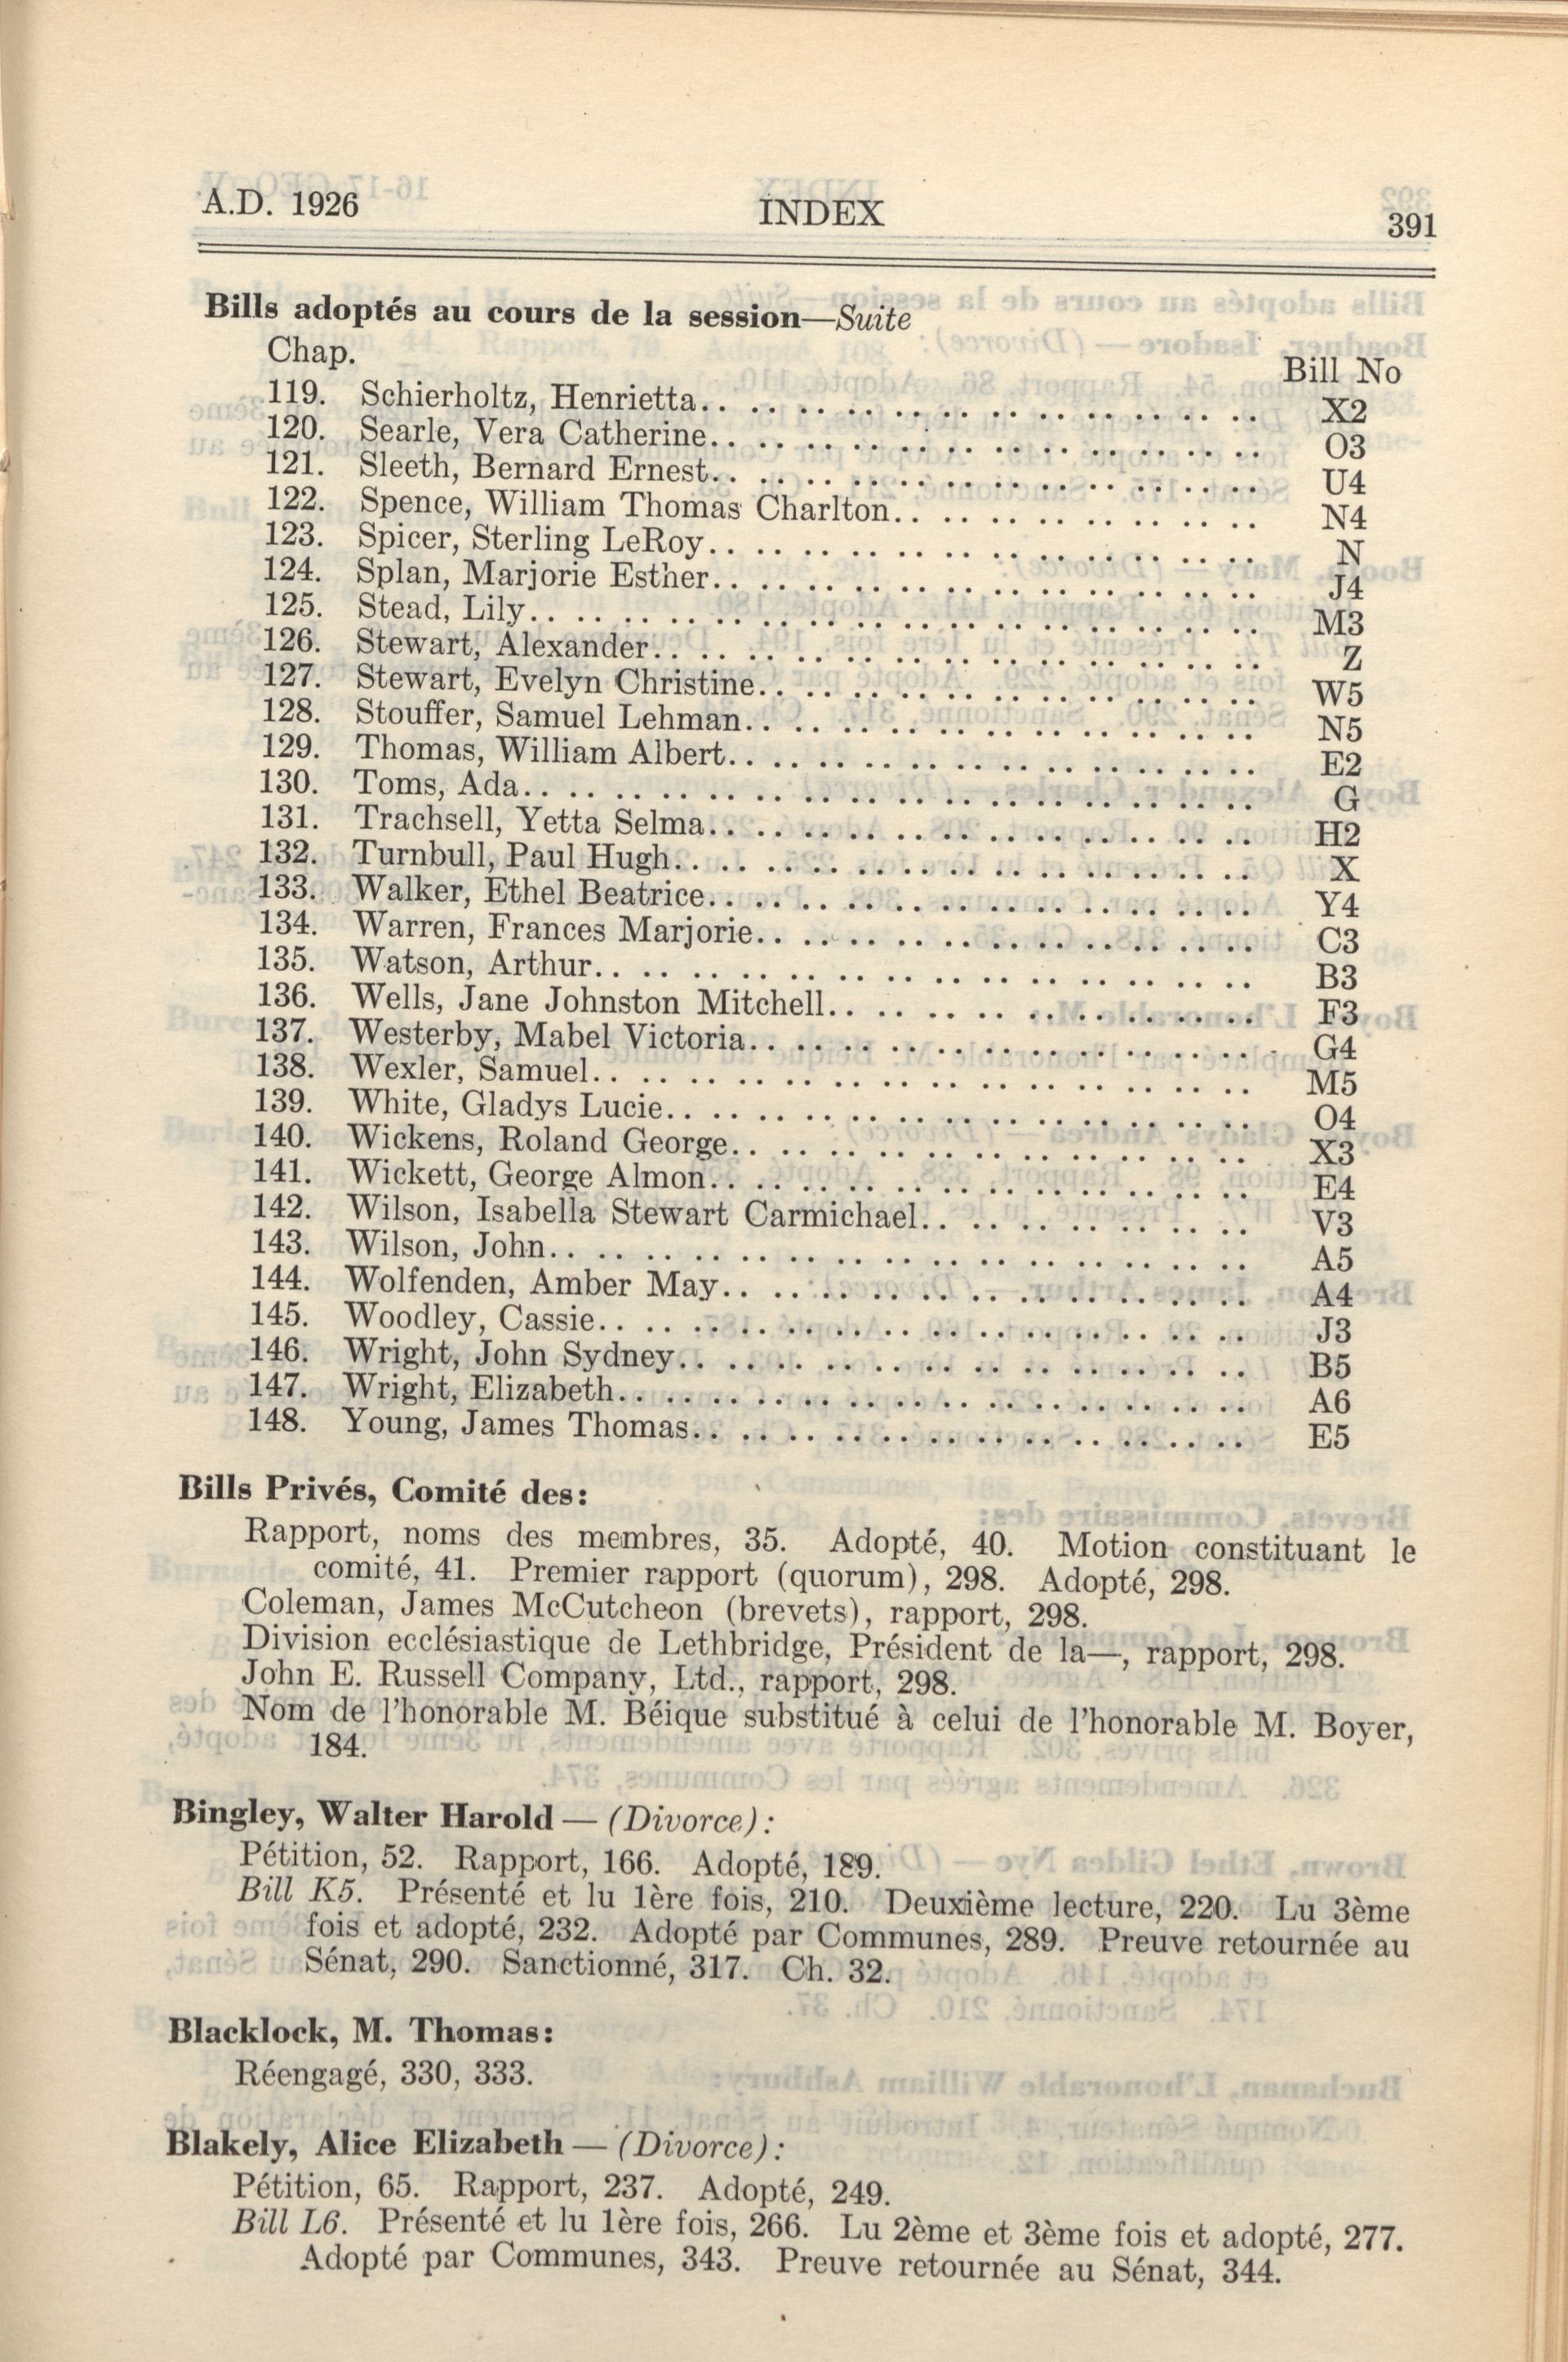 A.D. 1926 INDEX 391
Bills adoptés au cours de la session—Suite
Chap. Bill No
119. Schierholtz, Henrietta.. .. .. .. .. .. .. .. .. .. .. .. X2
120. Searle, Vera Catherine.. .. .. .. .. .. .. .. .. .. .. .. O3
121. Sleeth, Bernard Ernest.. .. .. .. .. .. .. .. .. .. .. .. U4
122. Spence, William Thomas Charlton.. .. .. .. .. .. .. .. N4
123. Spicer, Sterling LeRoy.. .. .. .. .. .. .. .. .. .. .. .. N
124. Splan, Marjorie Esther.. .. .. .. .. .. .. .. .. .. .. .. J4
125. Stead, Lily.. .. .. .. .. .. .. .. .. .. .. .. .. .. .. .. M3
126. Stewart, Alexander.. .. .. .. .. .. .. .. .. .. .. .. .. Z
127. Stewart, Evelyn Christine.. .. .. .. .. .. .. .. .. .. .. W5
128. Stouffer, Samuel Lehman.. .. .. .. .. .. .. .. .. .. .. N5
129. Thomas, William Albert.. .. .. .. .. .. .. .. .. .. .. .. E2
130. Toms, Ada.. .. .. .. .. .. .. .. .. .. .. .. .. .. .. .. G
131. Trachsell, Yetta Selma.. .. .. .. .. .. .. .. .. .. .. .. H2
132. Turnbull, Paul Hugh.. .. .. .. .. .. .. .. .. .. .. .. .. X
133. Walker, Ethel Beatrice.. .. .. .. .. .. .. .. .. .. .. .. Y4
134. Warren, Frances Marjorie.. .. .. .. .. .. .. .. .. .. .. C3
135. Watson, Arthur.. .. .. .. .. .. .. .. .. .. .. .. .. .. B3
136. Wells, Jane Johnston Mitchell.. .. .. .. .. .. .. .. .. F3
137. Westerby, Mabel Victoria.. .. .. .. .. .. .. .. .. .. .. G4
138. Wexler, Samuel.. .. .. .. .. .. .. .. .. .. .. .. .. .. M5
139. White, Gladys Lucie.. .. .. .. .. .. .. .. .. .. .. .. .. O4
140. Wickens, Roland George.. .. .. .. .. .. .. .. .. .. .. X3
141. Wickett, George Almon.. .. .. .. .. .. .. .. .. .. .. .. E4
142. Wilson, Isabella Stewart Carmichael.. .. .. .. .. .. .. V3
143. Wilson, John.. .. .. .. .. .. .. .. .. .. .. .. .. .. .. A5
144. Wolfenden, Amber May.. .. .. .. .. .. .. .. .. .. .. A4
145. Woodley, Cassie.. .. .. .. .. .. .. .. .. .. .. .. .. .. J3
146. Wright, John Sydney.. .. .. .. .. .. .. .. .. .. .. .. B5
147. Wright, Elizabeth.. .. .. .. .. .. .. .. .. .. .. .. .. .. A6
148. Young, James Thomas.. .. .. .. .. .. .. .. .. .. .. .. E5
Bills Privés, Comité des:
Rapport, noms des membres, 35. Adopté, 40. Motion constituant le
comité, 41. Premier rapport (quorum), 298. Adopté, 298.
Coleman, James McCutcheon (brevets), rapport, 298.
Division ecclésiastique de Lethbridge, Président de la—, rapport, 298.
John E. Russell Company, Ltd., rapport, 298.
Nom de l'honorable M. Béique substitué à celui de l'honorable M. Boyer,
184.
Bingley, Walter Harold — (Divorce):
Pétition, 52. Rapport, 166. Adopté, 189.
Bill K5. Présenté et lu 1ère fois, 210. Deuxième lecture, 220. Lu 3ème
fois et adopté, 232. Adopté par Communes, 289. Preuve retournée au
Sénat, 290. Sanctionné, 317. Ch. 32.
Blacklock, M. Thomas:
Réengagé, 330, 333.
Blakely, Alice Elizabeth — (Divorce):
Pétition, 65. Rapport, 237. Adopté, 249.
Bill L6. Présenté et lu 1ère fois, 266. Lu 2ème et 3ème fois et adopté, 277.
Adopté par Communes, 343. Preuve retournée au Sénat, 344.